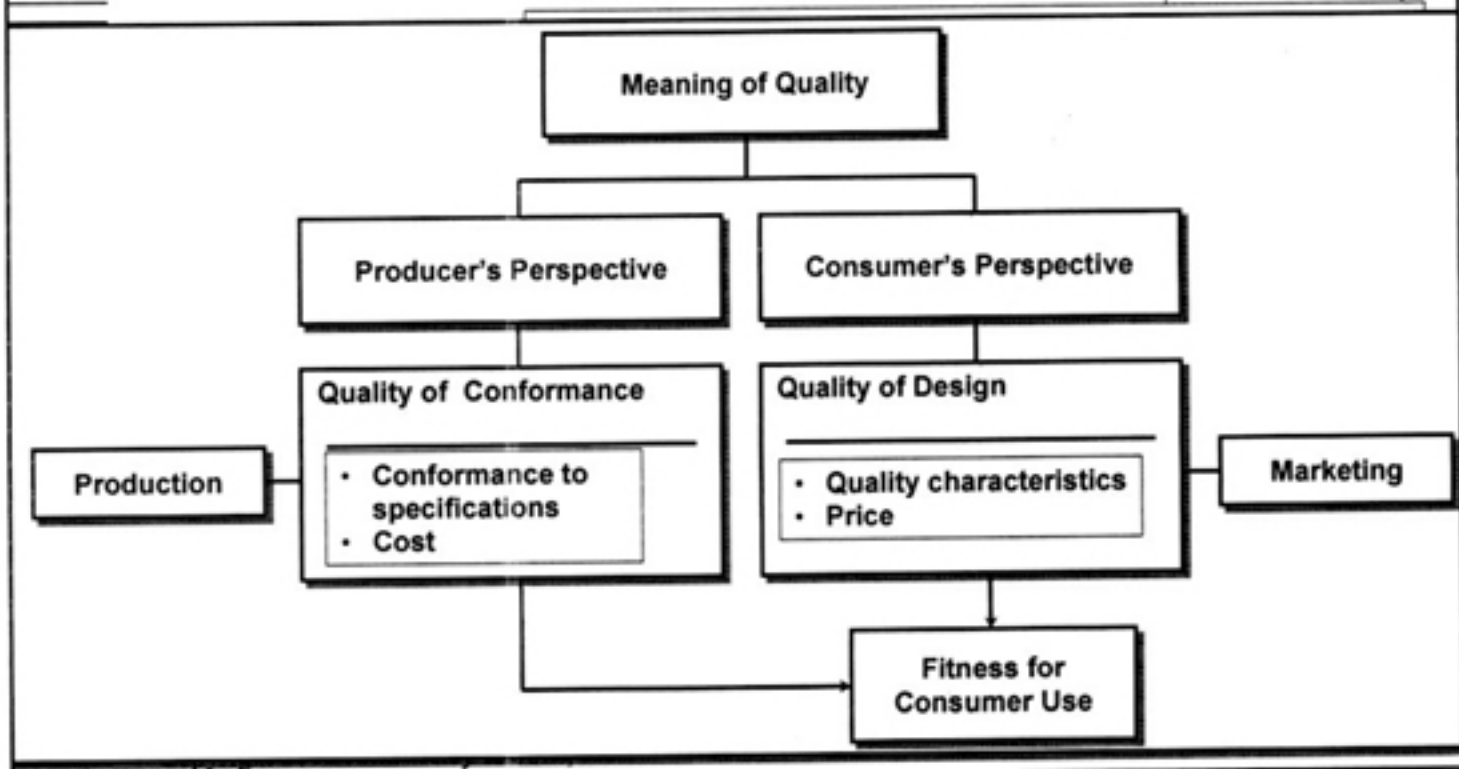 Meaning of Quality
Producer's Perspective
Consumer's Perspective
Quality of Conformance
Quality of Design
Production
• Conformance to
specifications
• Cost
• Quality characteristics
• Price
Marketing
Fitness for
Consumer Use